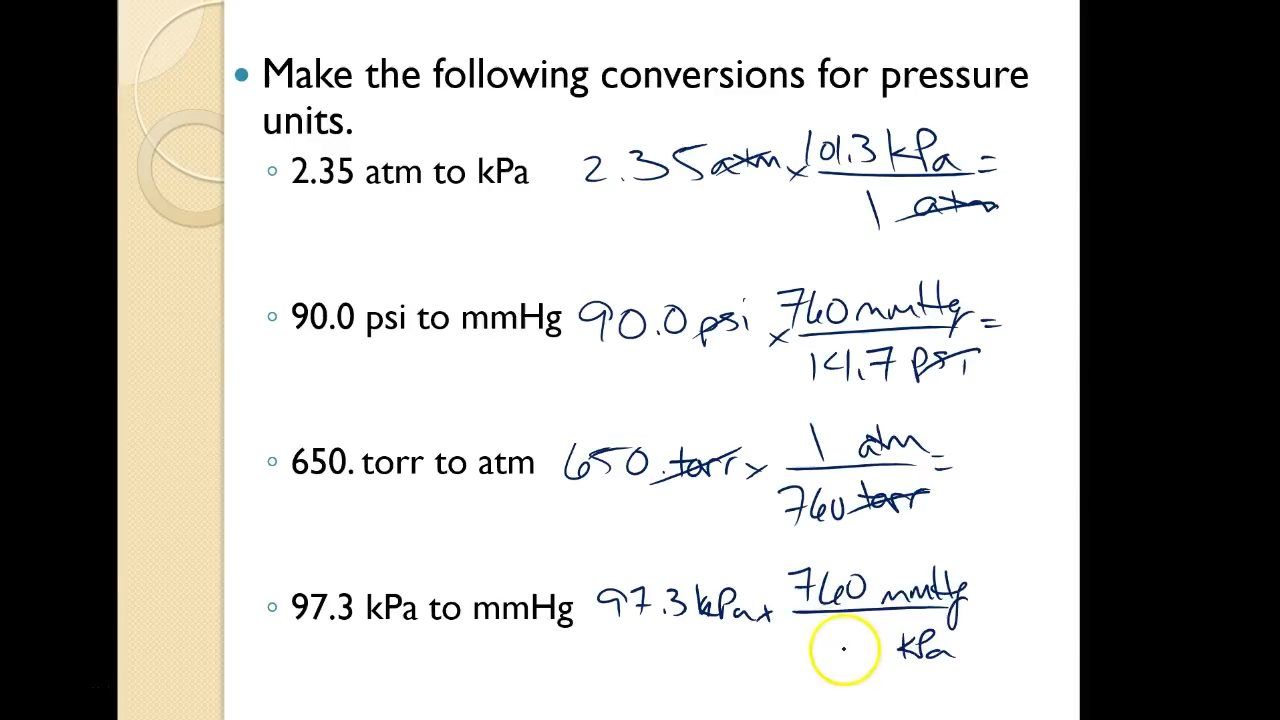 Make the following conversions for pressure
units.
2.35 atm to kPa 2.35 atm x 101.3 kPa =
1 atm
90.0 psi to mmHg 90.0 psi x 760 mmHg =
14.7 psi
650. torr to atm 650. torr x 1 atm =
760 torr
97.3 kPa to mmHg 97.3 kPa x 760 mmHg
kPa